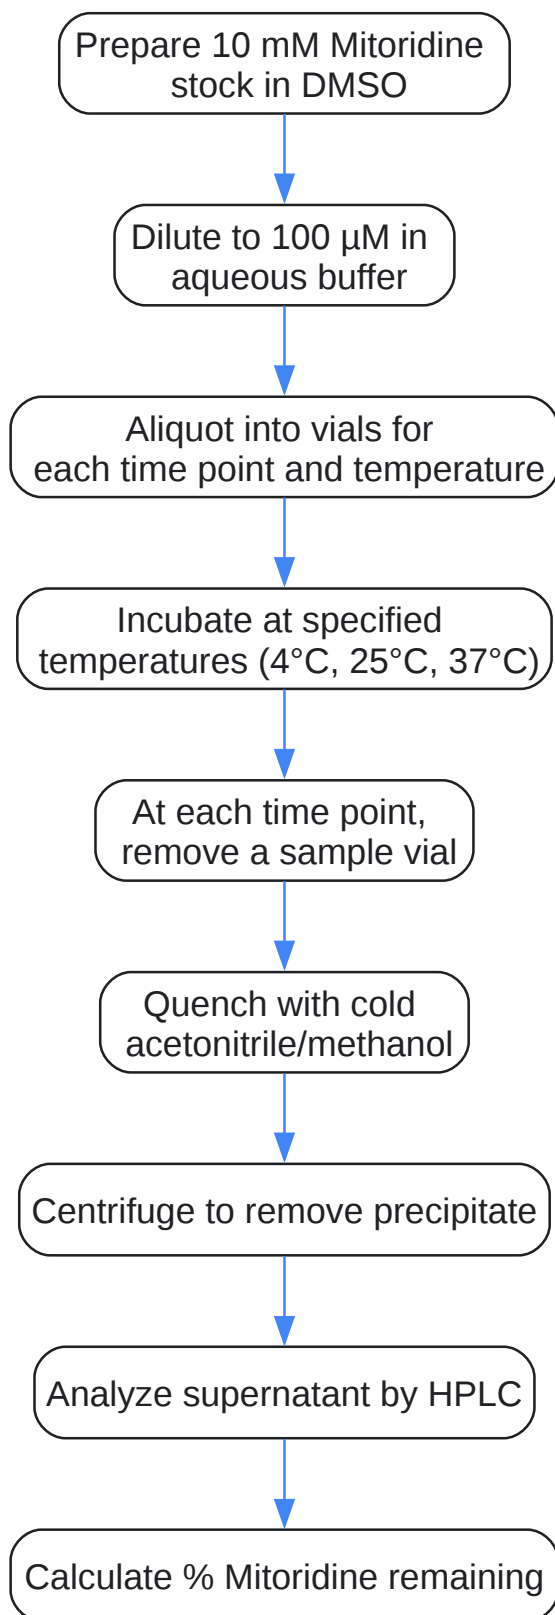 Prepare 10 mM Mitoridine
stock in DMSO
Dilute to 100 µM in
aqueous buffer
Aliquot into vials for
each time point and temperature
Incubate at specified
temperatures (4°C, 25°C, 37°C)
At each time point,
remove a sample vial
Quench with cold
acetonitrile/methanol
Centrifuge to remove precipitate
Analyze supernatant by HPLC
Calculate % Mitoridine remaining